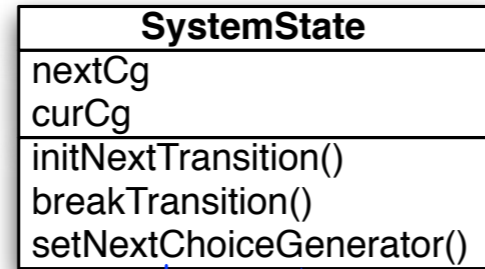 SystemState
nextCg
curCg
initNextTransition()
breakTransition()
setNextChoiceGenerator()